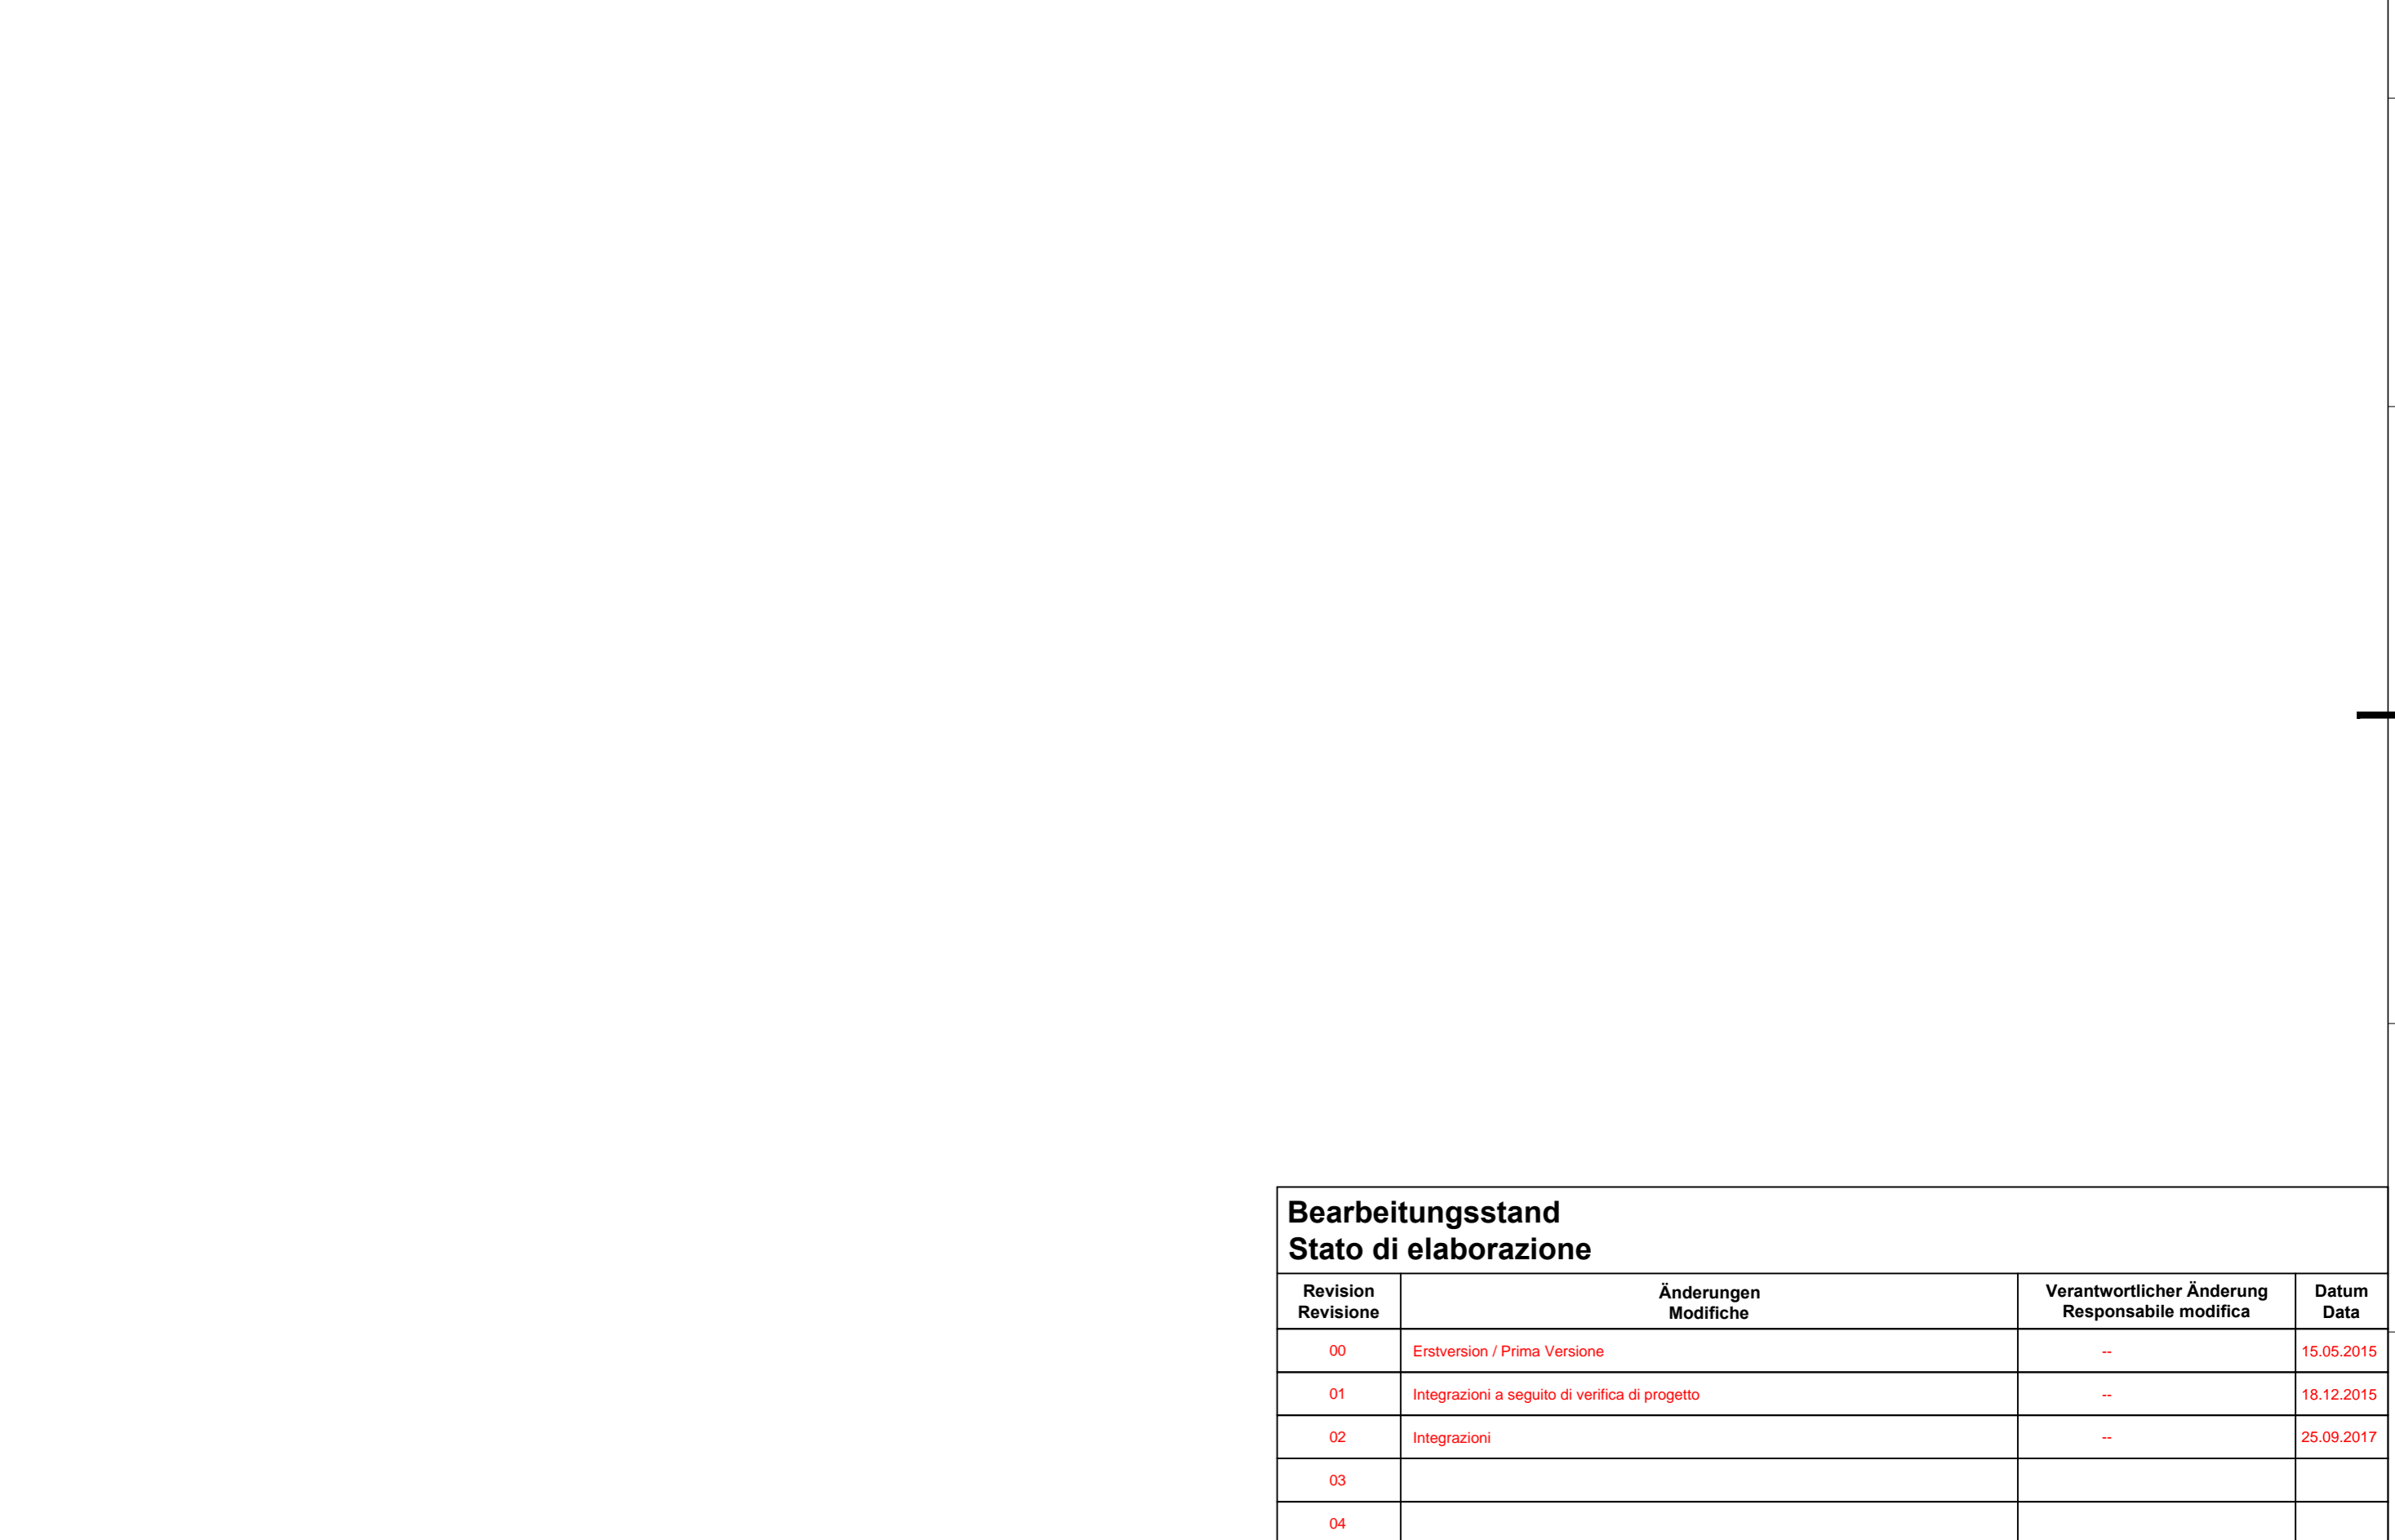 Bearbeitungsstand
Stato di elaborazione
Revision Änderungen Verantwortlicher Änderung Datum
Revisione Modifiche Responsabile modifica Data
00 Erstversion / Prima Versione -- 15.05.2015
01 Integrazioni a seguito di verifica di progetto -- 18.12.2015
02 Integrazioni -- 25.09.2017
03
04